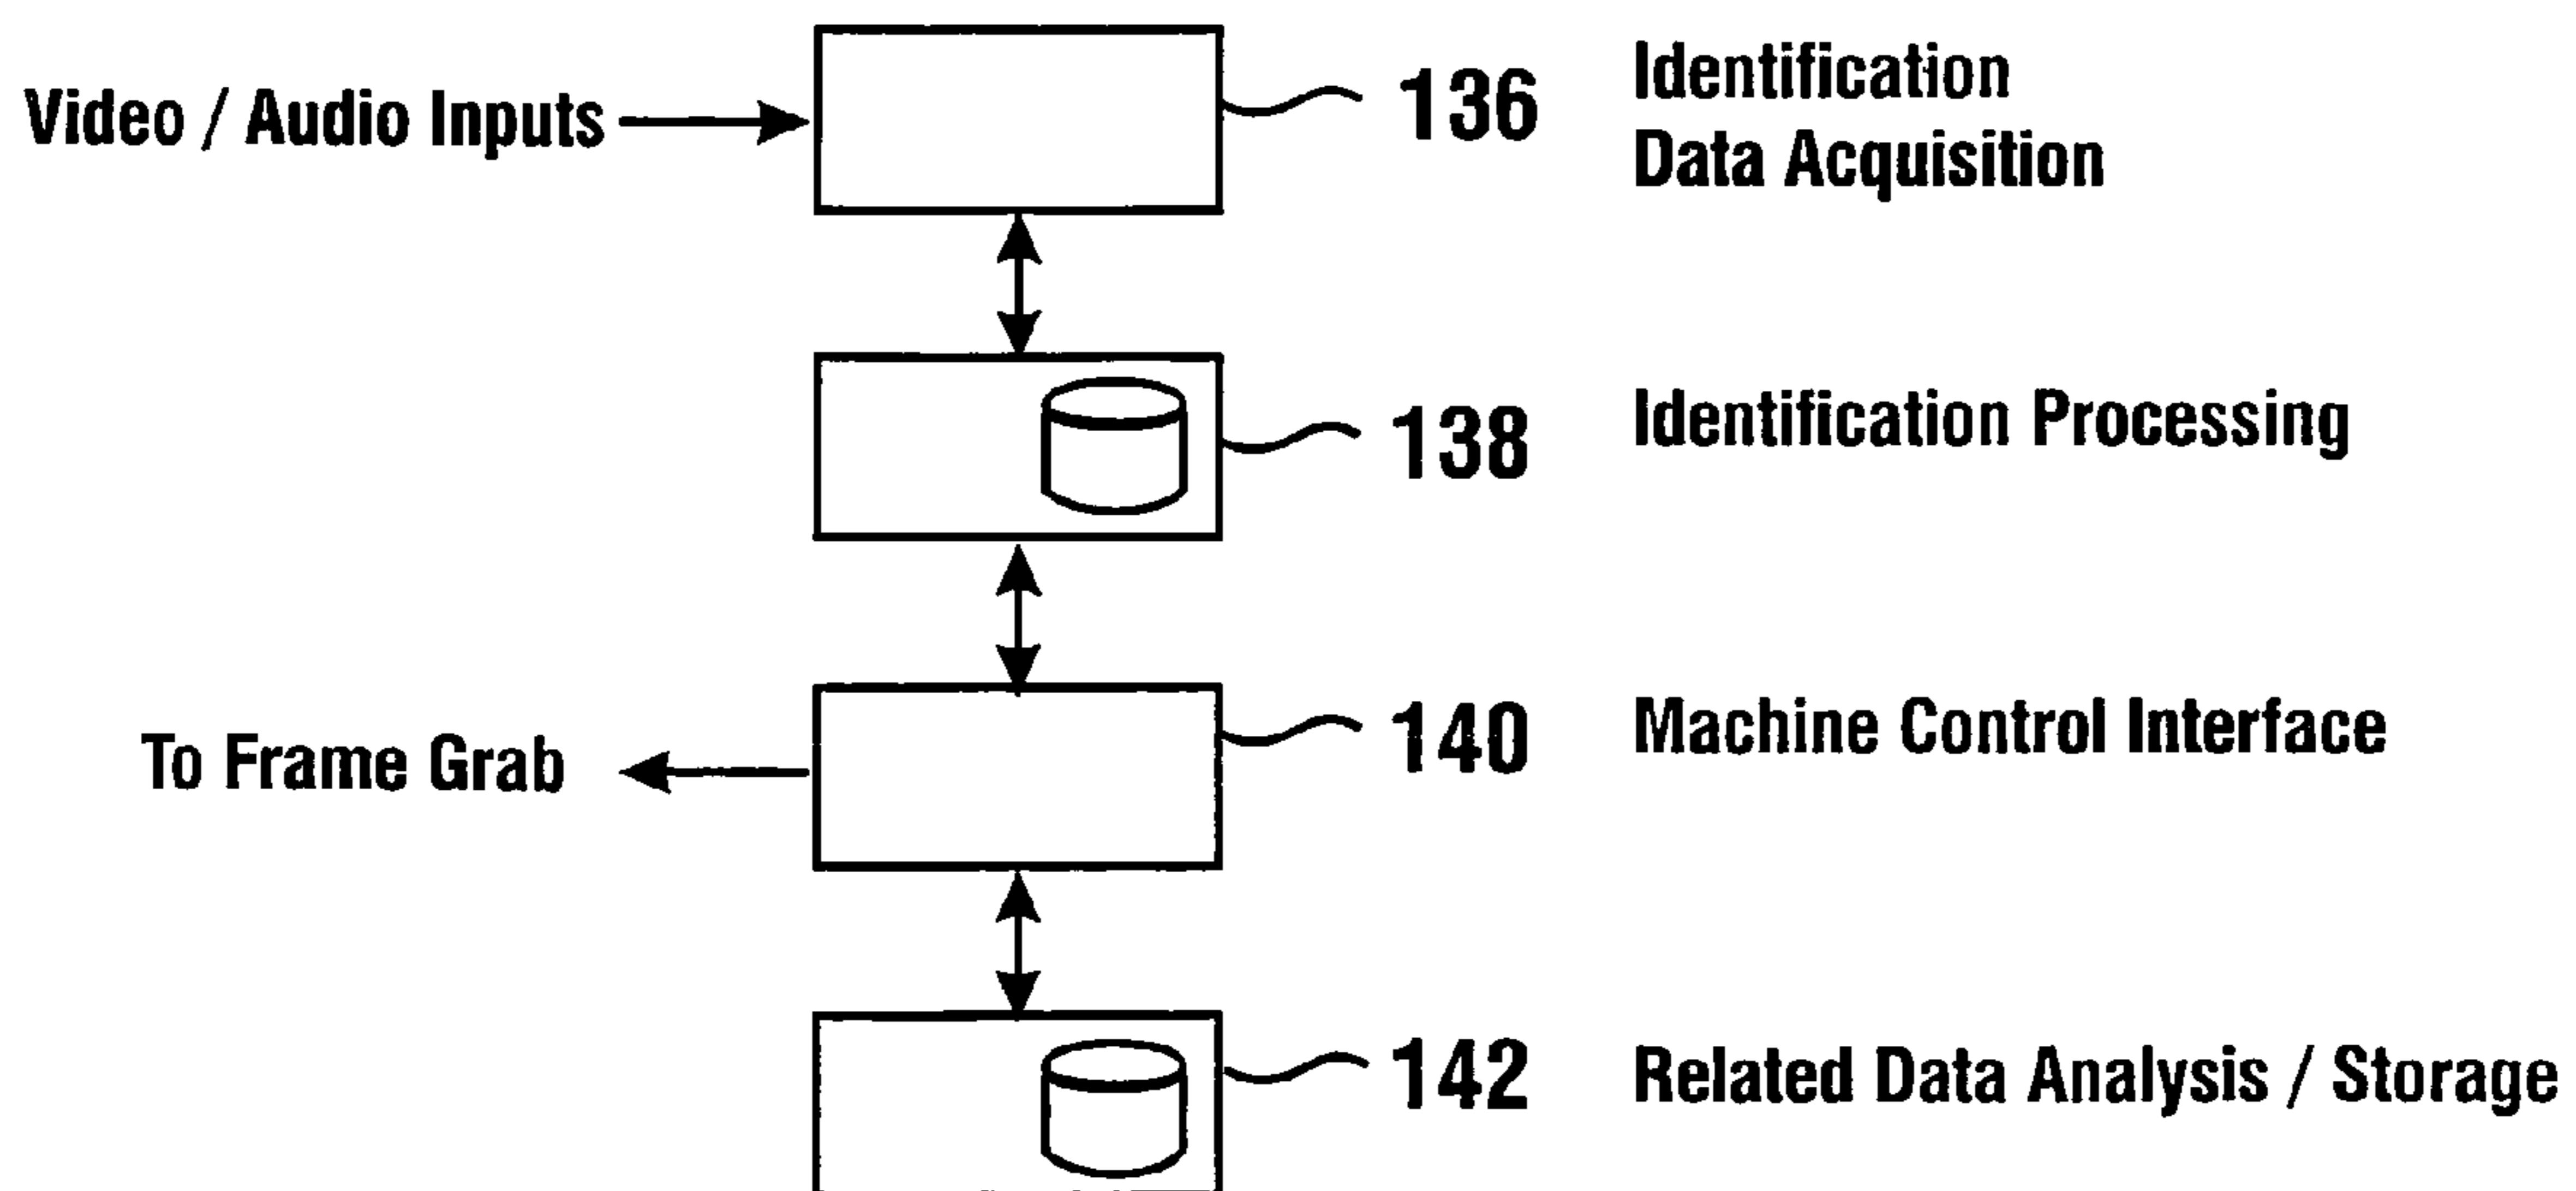 Video / Audio Inputs
136
Identification
Data Acquisition
138
Identification Processing
To Frame Grab
140
Machine Control Interface
142
Related Data Analysis / Storage